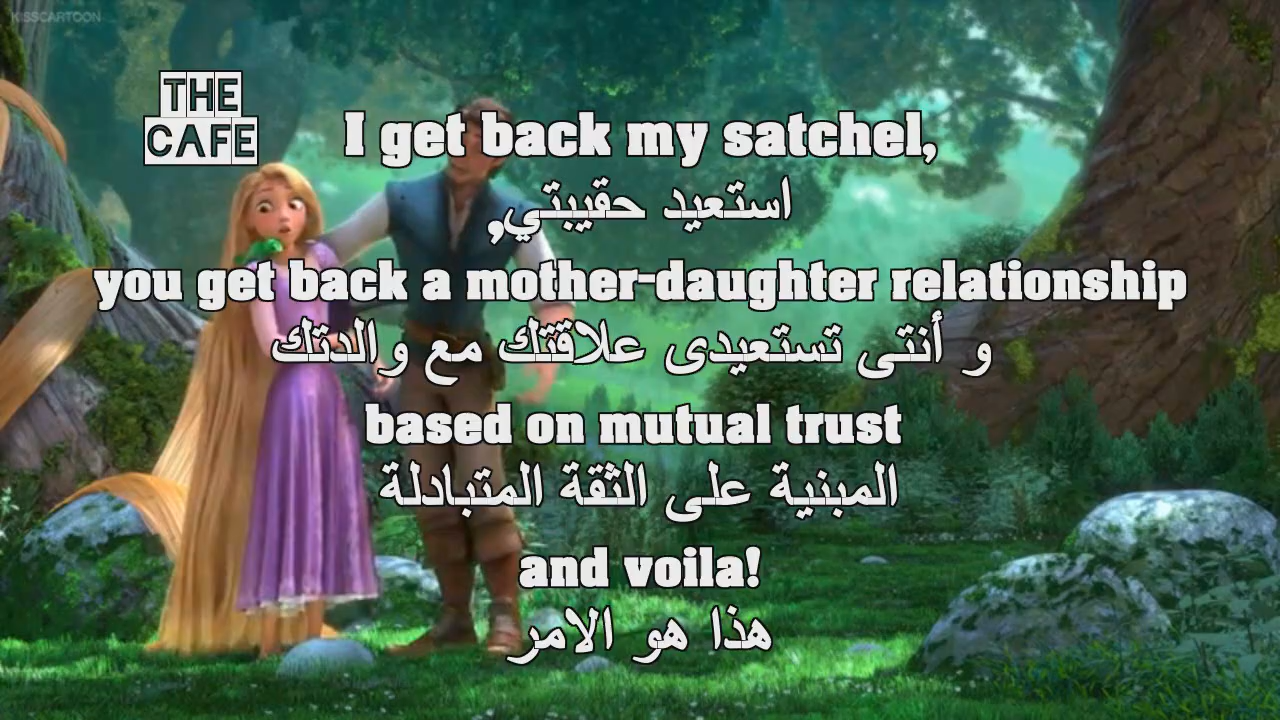 KISSCARTOON
THE
CAFE
I get back my satchel,
استعيد حقيبتي,
you get back a mother-daughter relationship
و أنتى تستعيدى علاقتك مع والدتك
based on mutual trust
المبنية على الثقة المتبادلة
and voila!
هذا هو الامر